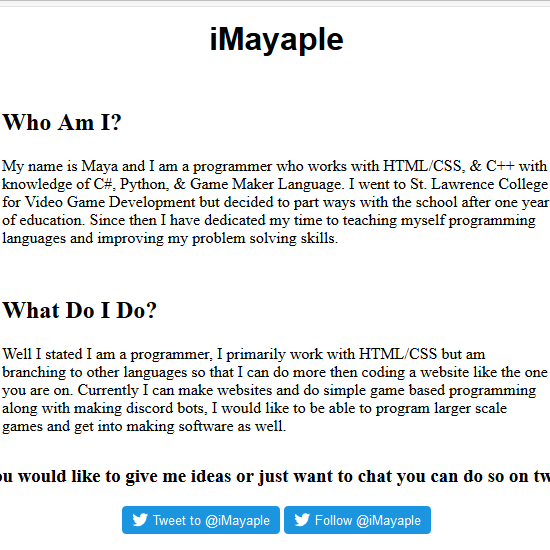 iMayaple
Who Am I?
My name is Maya and I am a programmer who works with HTML/CSS, & C++ with
knowledge of C#, Python, & Game Maker Language. I went to St. Lawrence College
for Video Game Development but decided to part ways with the school after one year
of education. Since then I have dedicated my time to teaching myself programming
languages and improving my problem solving skills.
What Do I Do?
Well I stated I am a programmer, I primarily work with HTML/CSS but am
branching to other languages so that I can do more then coding a website like the one
you are on. Currently I can make websites and do simple game based programming
along with making discord bots, I would like to be able to program larger scale
games and get into making software as well.
would like to give me ideas or just want to chat you can do so on
Tweet to @iMayaple Follow @iMayaple